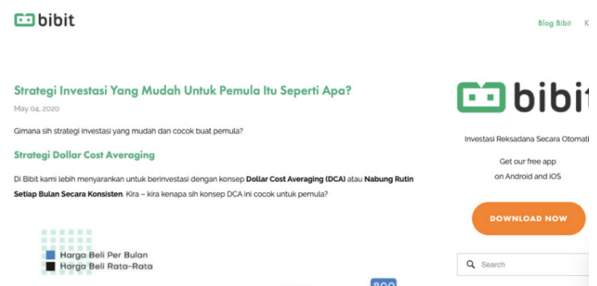 bibit
Blog Bibit
Strategi Investasi Yang Mudah Untuk Pemula Itu Seperti Apa?
May 04, 2020
Gimana sih strategi investasi yang mudah dan cocok buat pemula?
Strategi Dollar Cost Averaging
Di Bibit kami lebih menyarankan untuk berinvestasi dengan konsep Dollar Cost Averaging (DCA) atau Nabung Rutin
Setiap Bulan Secara Konsisten. Kira – kira kenapa sih konsep DCA ini cocok untuk pemula?
Harga Beli Per Bulan
Harga Beli Rata-Rata
800
bibit
Investasi Reksadana Secara Otomati
Get our free app
on Android and iOS
DOWNLOAD NOW
Search